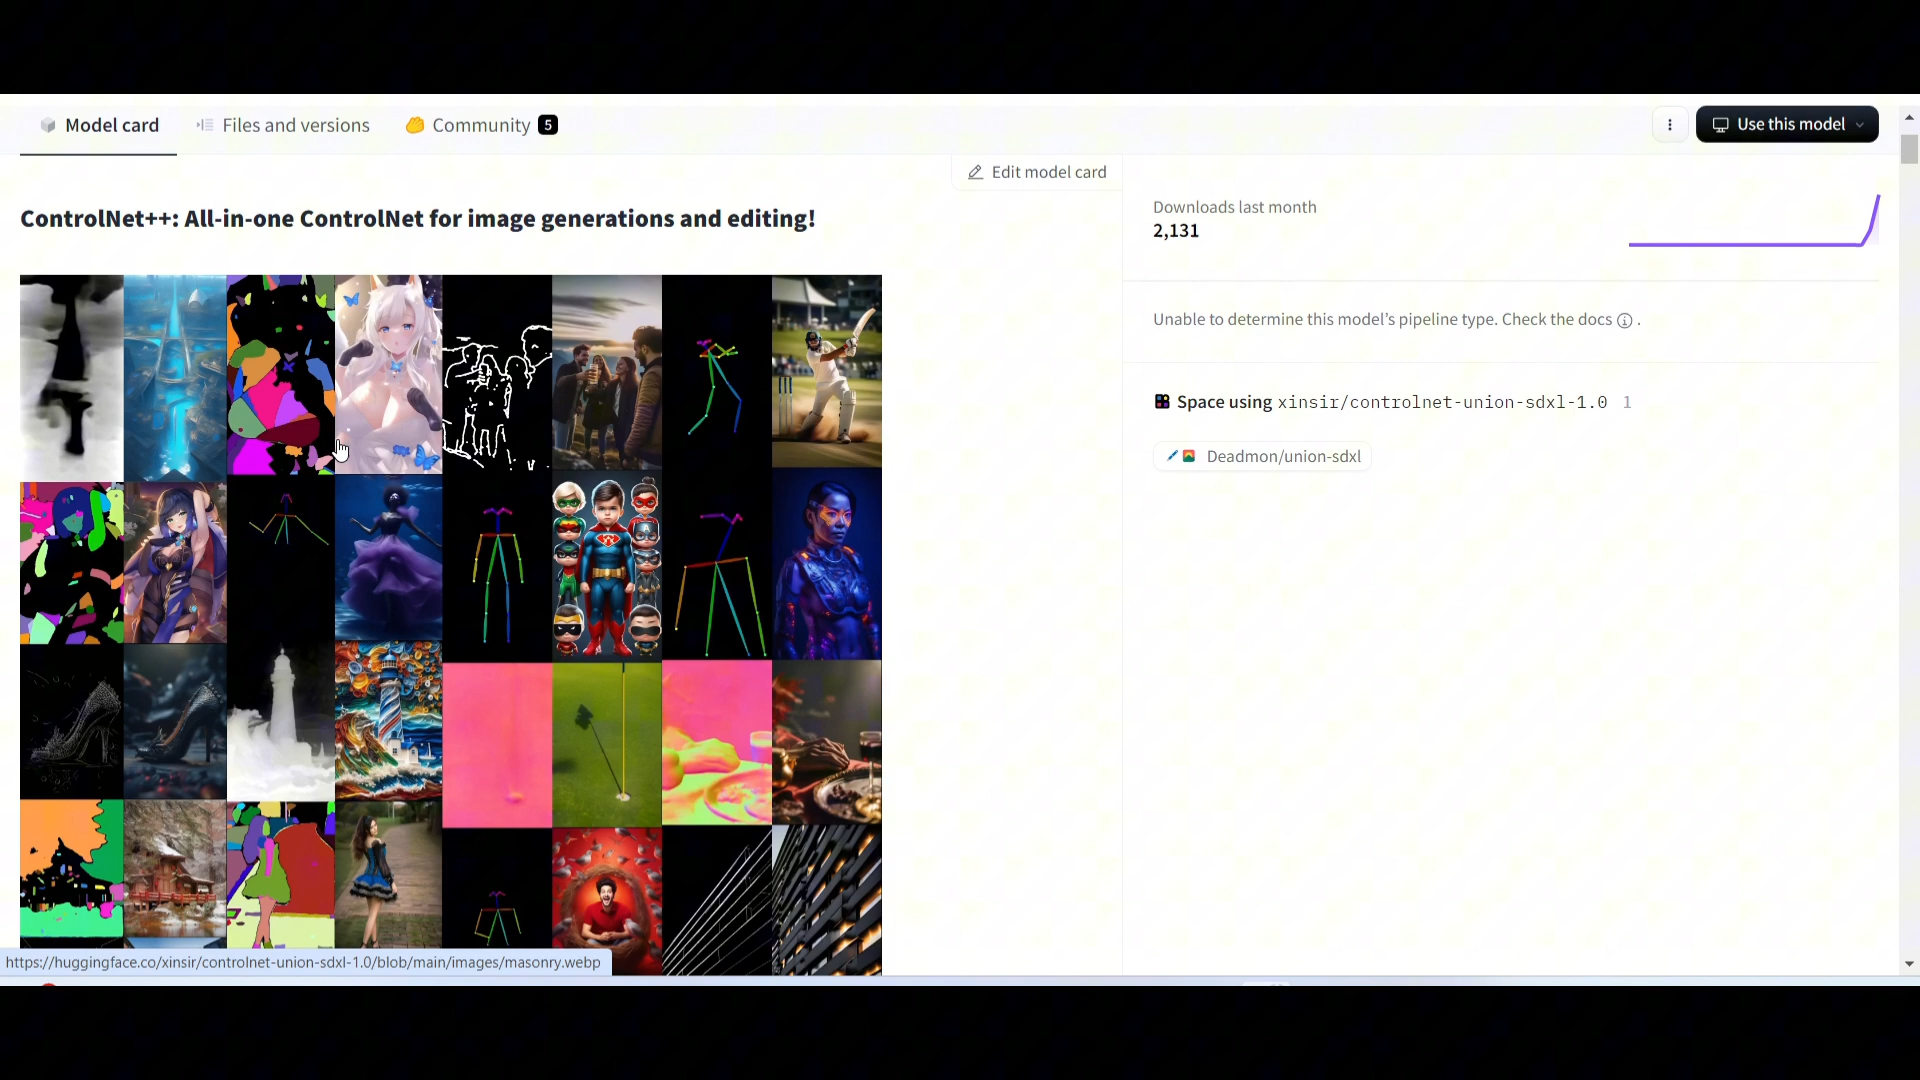 Model card
Files and versions
Community 5
Use this model
Edit model card
ControlNet++: All-in-one ControlNet for image generations and editing!
Downloads last month
2,131
Unable to determine this model's pipeline type. Check the docs .
Space using xinsir/controlnet-union-sdxl-1.0 1
Deadmon/union-sdxl
https://huggingface.co/xinsir/controlnet-union-sdxl-1.0/blob/main/images/masonry.webp